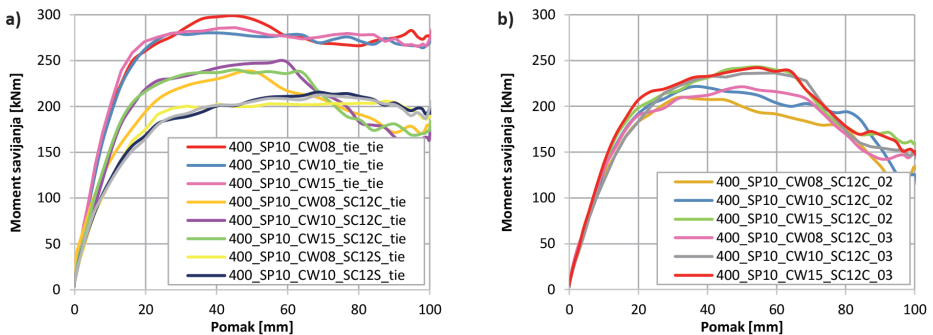 a)
Moment savijanja [kNm]
300
250
200
150
100
50
0
400_SP10_CW08_tie_tie
400_SP10_CW10_tie_tie
400_SP10_CW15_tie_tie
400_SP10_CW08_SC12C_tie
400_SP10_CW10_SC12C_tie
400_SP10_CW15_SC12C_tie
400_SP10_CW08_SC12S_tie
400_SP10_CW10_SC12S_tie
0 20 40 60 80 100
Pomak [mm]
b)
Moment savijanja [kNm]
300
250
200
150
100
50
0
400_SP10_CW08_SC12C_02
400_SP10_CW10_SC12C_02
400_SP10_CW15_SC12C_02
400_SP10_CW08_SC12C_03
400_SP10_CW10_SC12C_03
400_SP10_CW15_SC12C_03
0 20 40 60 80 100
Pomak [mm]